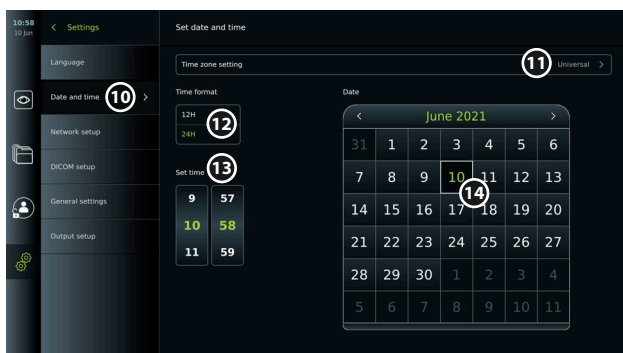 10:58
10 Jun
Settings
Language
Date and time
10
Network setup
DICOM setup
General settings
Output setup
Set date and time
Time zone setting
11
Universal
Time format
12H
24H
12
Set time
13
9 57
10 58
11 59
Date
June 2021
31 1 2 3 4 5 6
7 8 9 10 11 12 13
14
14 15 16 17 18 19 20
21 22 23 24 25 26 27
28 29 30 1 2 3 4
5 6 7 8 9 10 11